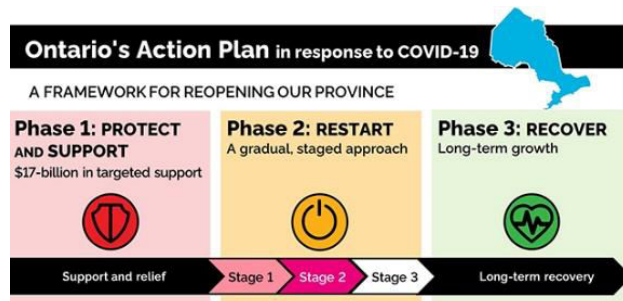 Ontario's Action Plan in response to COVID-19
A FRAMEWORK FOR REOPENING OUR PROVINCE
Phase 1: PROTECT
AND SUPPORT
$17-billion in targeted support
Phase 2: RESTART
A gradual, staged approach
Phase 3: RECOVER
Long-term growth
Support and relief
Stage 1
Stage 2
Stage 3
Long-term recovery